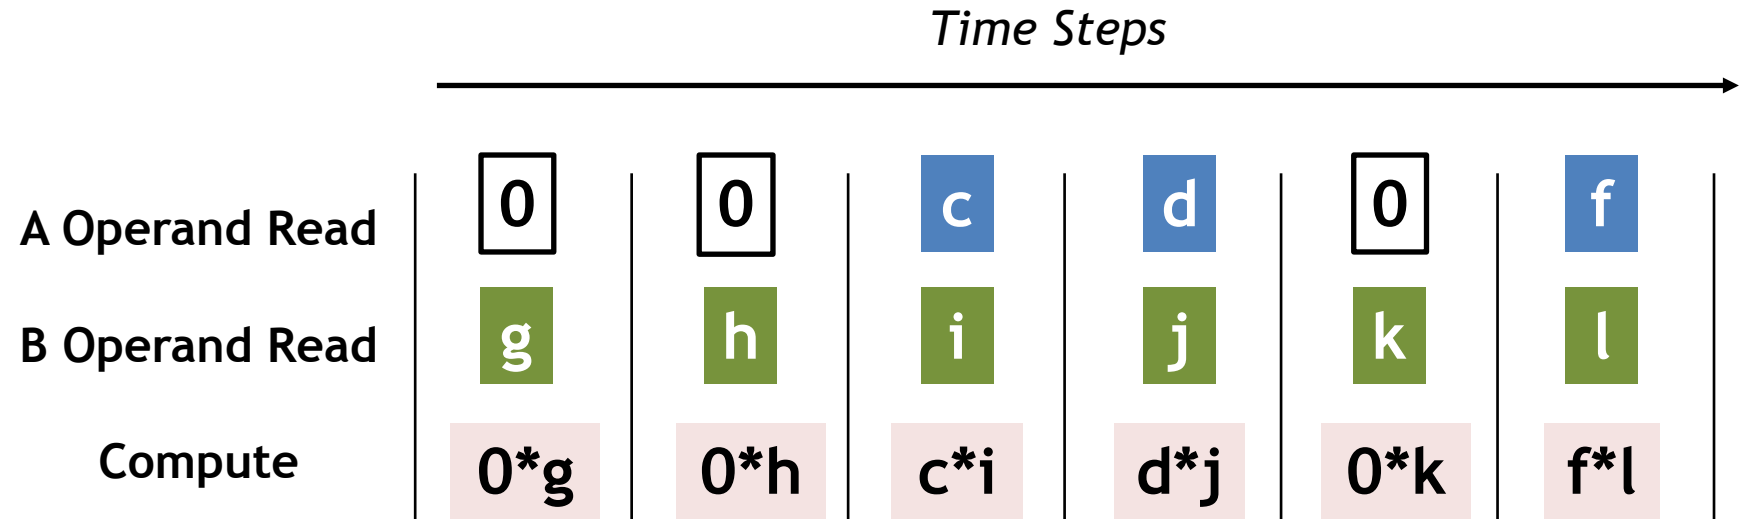 Time Steps
A Operand Read 0 0 c d 0 f
B Operand Read g h i j k l
Compute 0*g 0*h c*i d*j 0*k f*l